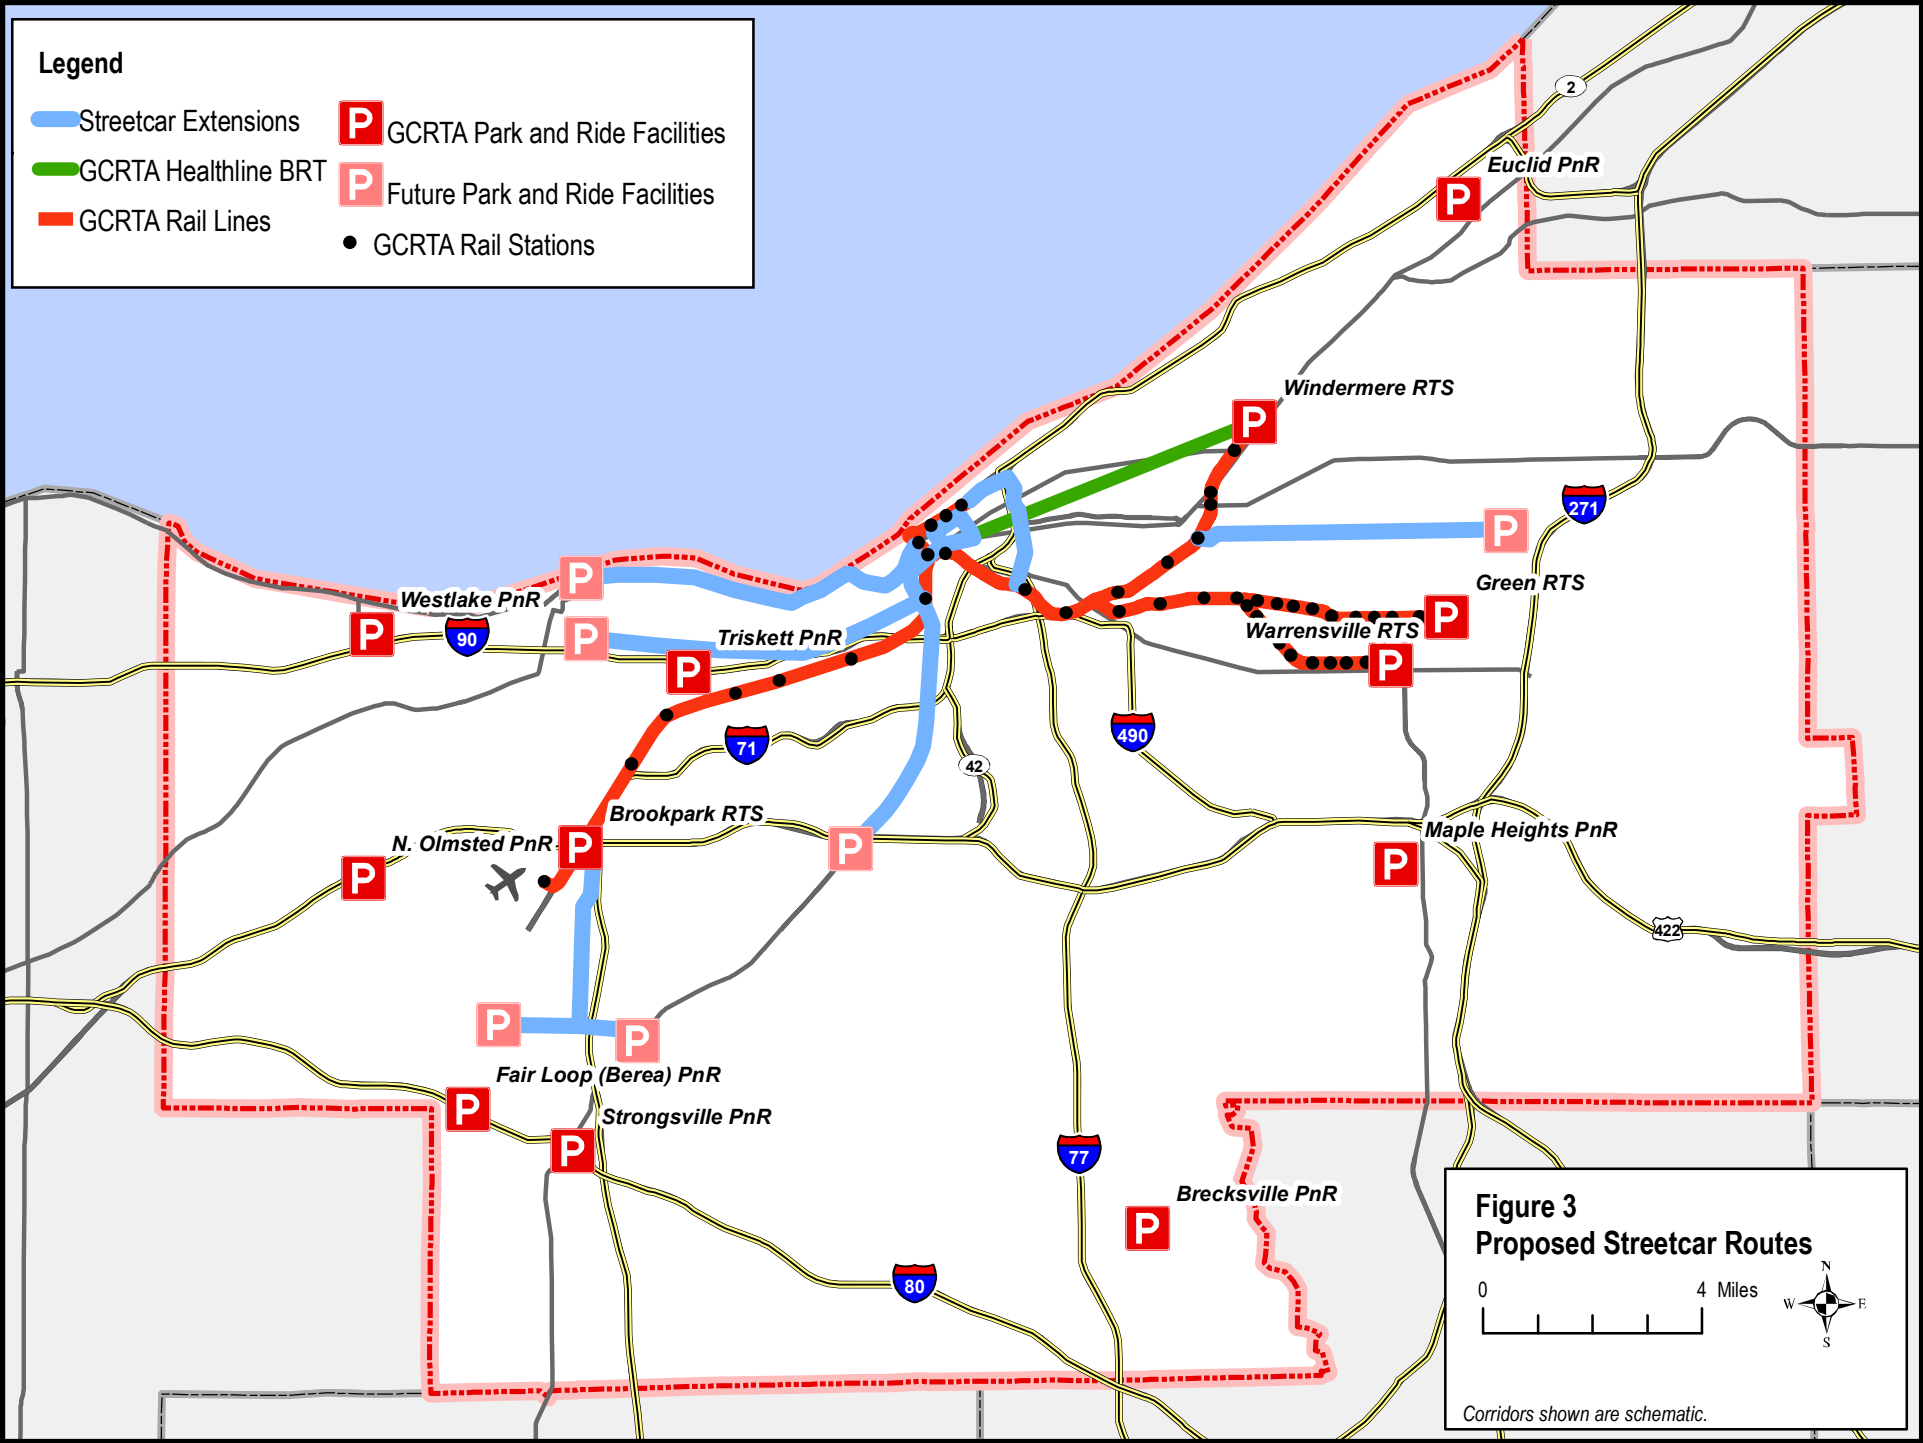 Legend
Streetcar Extensions
GCRTA Healthline BRT
GCRTA Rail Lines
P GCRTA Park and Ride Facilities
P Future Park and Ride Facilities
GCRTA Rail Stations
2
Euclid PnR
P
Windermere RTS
P
271
P
P
Westlake PnR
Green RTS
P
90
P
Triskett PnR
P
Warrensville RTS
P
P
71
490
42
Brookpark RTS
N. Olmsted PnR
P
P
P
Maple Heights PnR
P
422
P
P
Fair Loop (Berea) PnR
P
Strongsville PnR
P
77
Brecksville PnR
P
80
Figure 3
Proposed Streetcar Routes
0
4 Miles
N
W
E
S
Corridors shown are schematic.